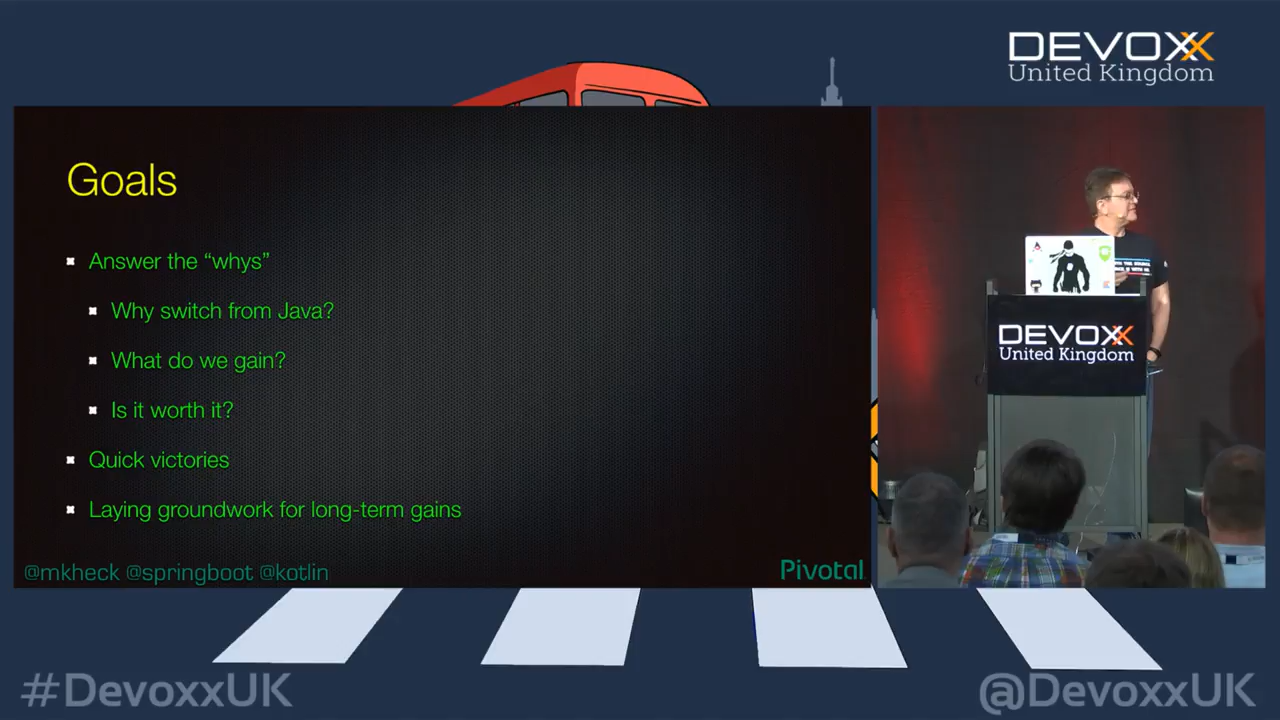 DEVOXX
United Kingdom
Goals
Answer the “whys”
Why switch from Java?
What do we gain?
Is it worth it?
Quick victories
Laying groundwork for long-term gains
@mkheck @springboot @kotlin
Pivotal
DEVOXX
United Kingdom
#DevoxxUK
@DevoxxUK